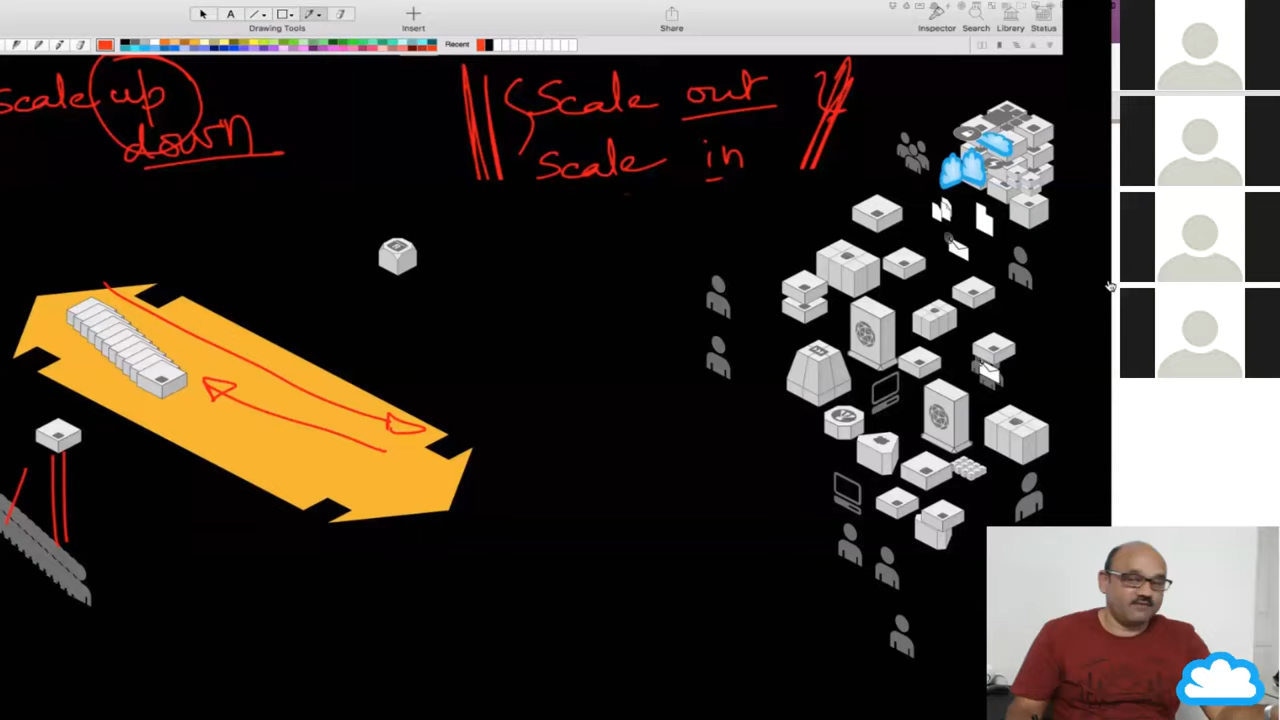 Drawing Tools
Insert
Share
Inspector
Search
Library
Status
Recent
scale up
down
Scale out
Scale in